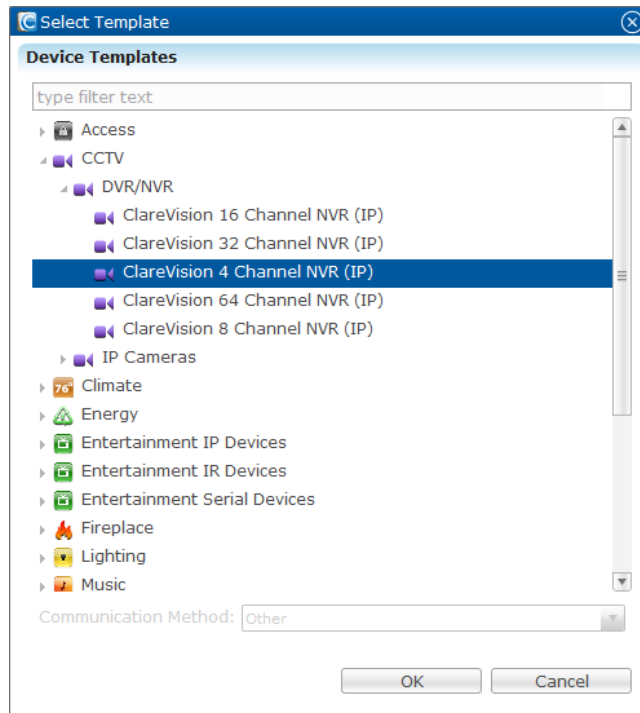 Select Template
Device Templates
type filter text
Access
CCTV
DVR/NVR
ClareVision 16 Channel NVR (IP)
ClareVision 32 Channel NVR (IP)
ClareVision 4 Channel NVR (IP)
ClareVision 64 Channel NVR (IP)
ClareVision 8 Channel NVR (IP)
IP Cameras
76° Climate
Energy
Entertainment IP Devices
Entertainment IR Devices
Entertainment Serial Devices
Fireplace
Lighting
Music
Communication Method: Other
OK Cancel